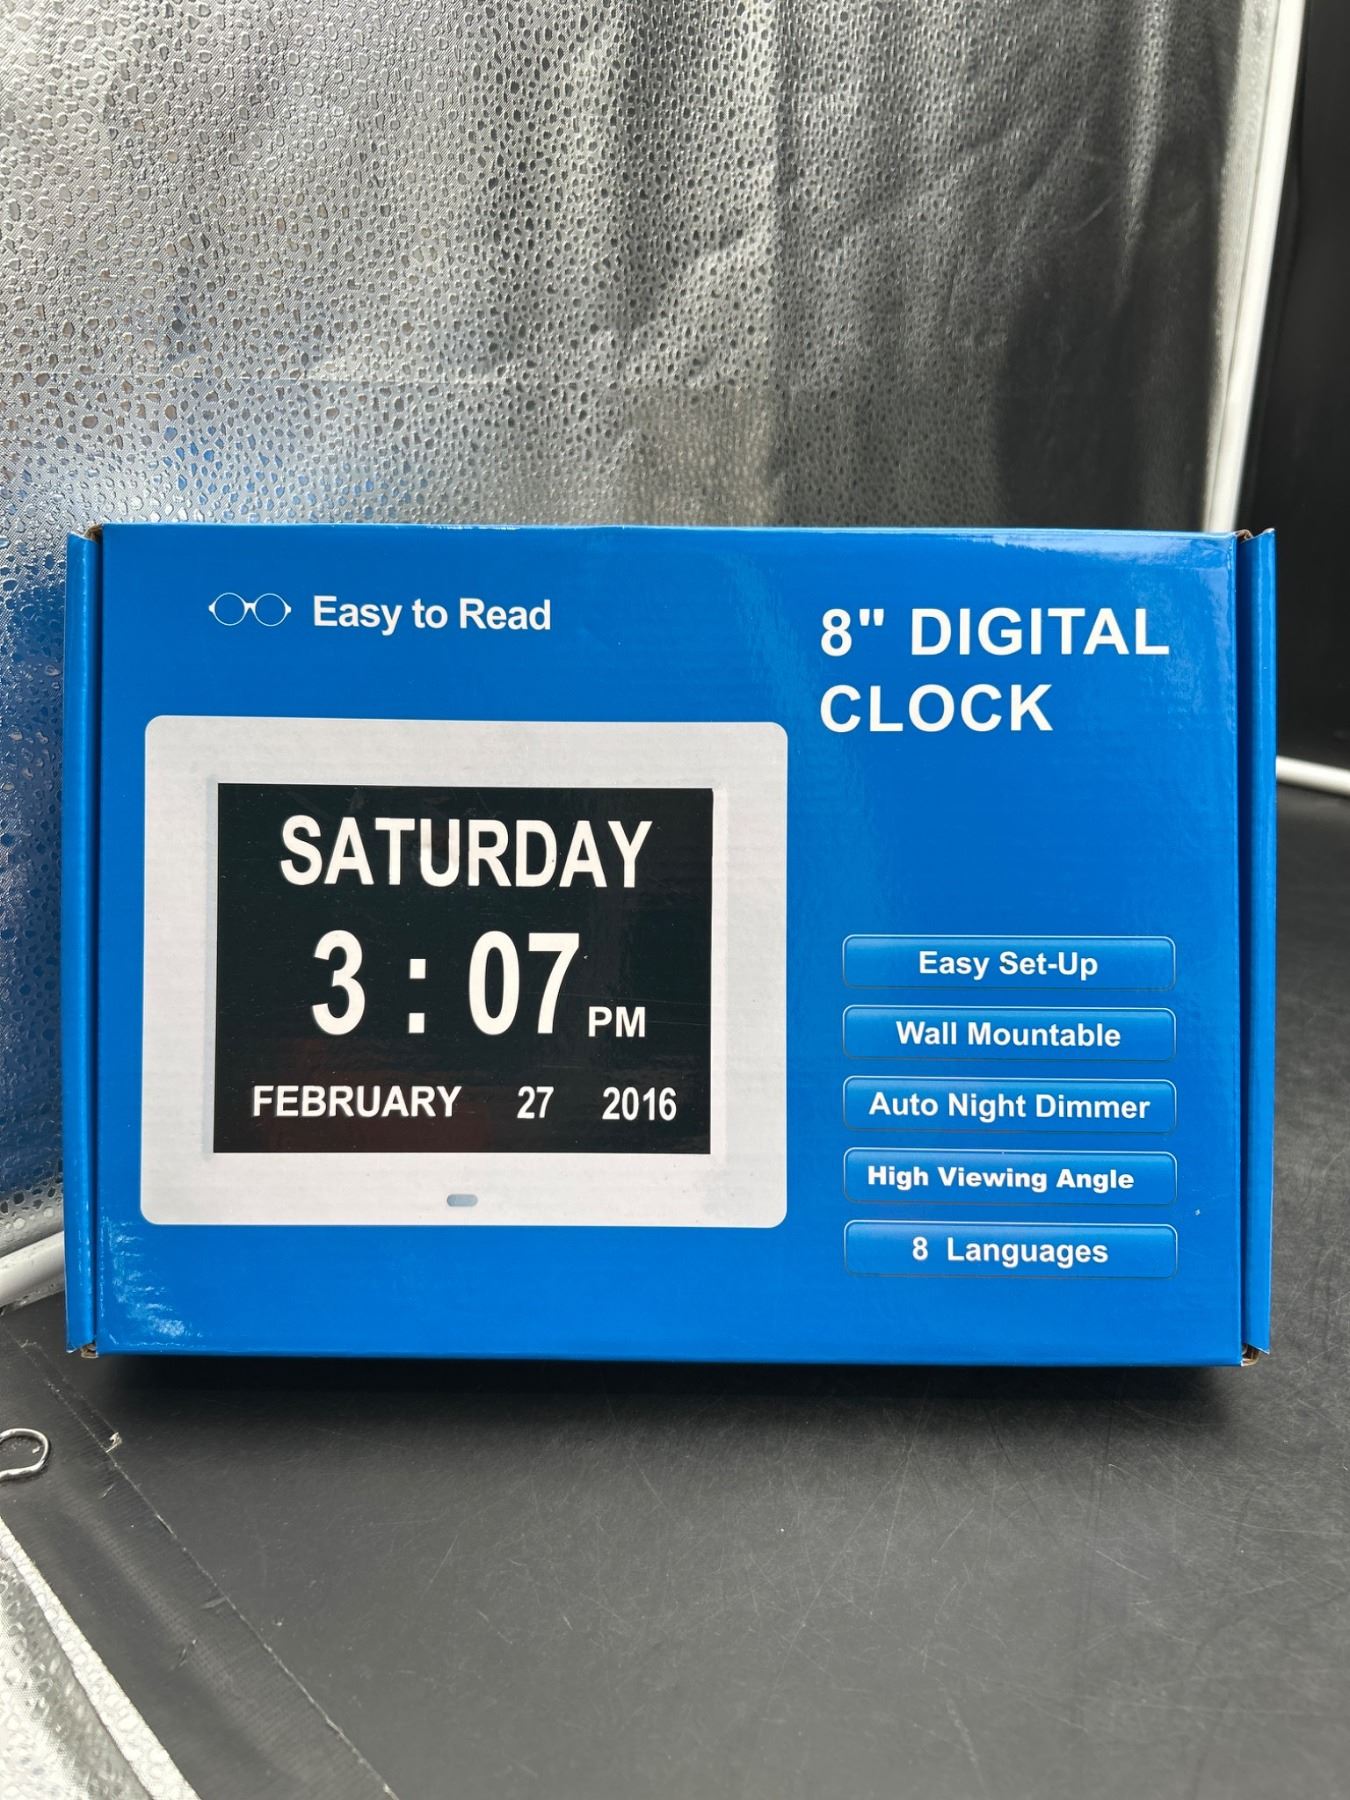 Easy to Read
8" DIGITAL
CLOCK
SATURDAY
3 : 07 PM
FEBRUARY 27 2016
Easy Set-Up
Wall Mountable
Auto Night Dimmer
High Viewing Angle
8 Languages